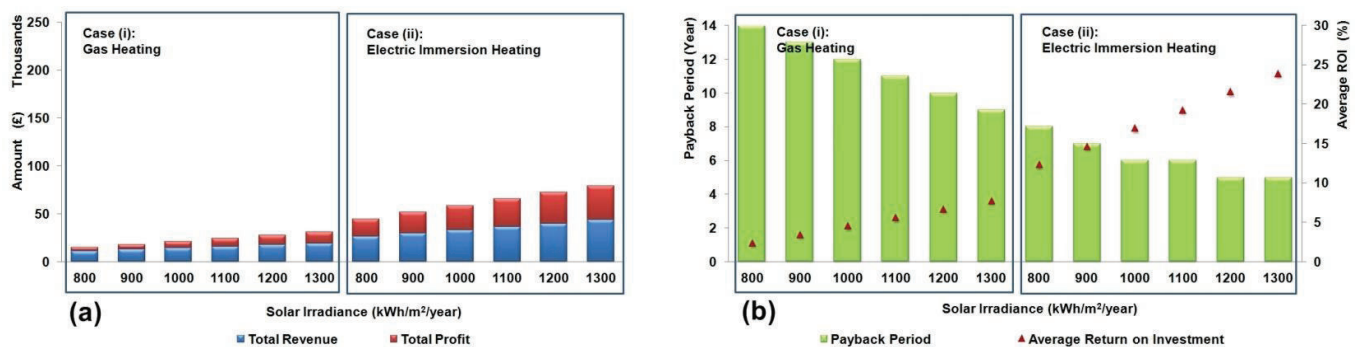 Amount (£) Thousands
250
200
150
100
50
0
Case (i):
Gas Heating
Case (ii):
Electric Immersion Heating
800 900 1000 1100 1200 1300 800 900 1000 1100 1200 1300
Solar Irradiance (kWh/m²/year)
(a)
Total Revenue Total Profit
Payback Period (Year)
14
12
10
8
6
4
2
0
Case (i):
Gas Heating
Case (ii):
Electric Immersion Heating
30
25
20
15
10
5
0
Average ROI (%)
800 900 1000 1100 1200 1300 800 900 1000 1100 1200 1300
Solar Irradiance (kWh/m²/year)
(b)
Payback Period Average Return on Investment